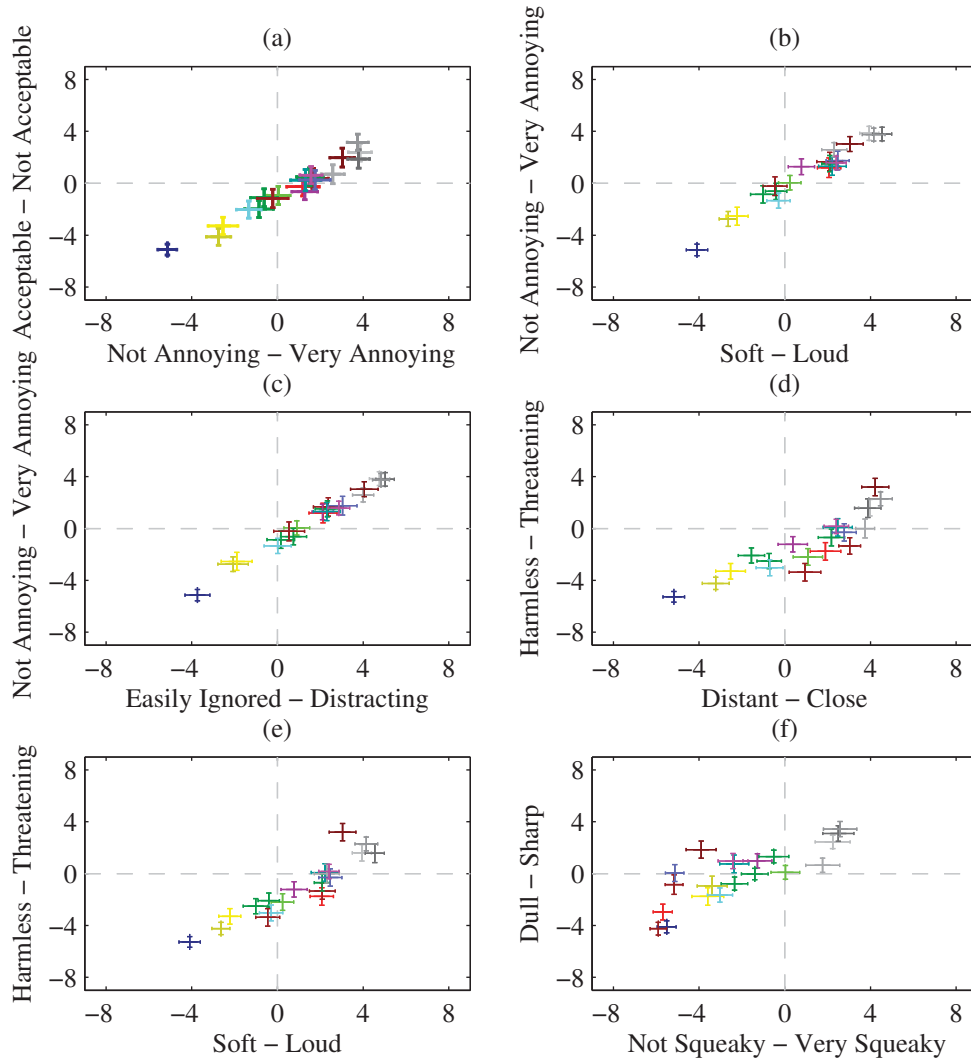 (a)
Acceptable – Not Acceptable
8
4
0
−4
−8
−8 −4 0 4 8
Not Annoying – Very Annoying
(b)
Not Annoying – Very Annoying
8
4
0
−4
−8
−8 −4 0 4 8
Soft – Loud
(c)
Not Annoying – Very Annoying
8
4
0
−4
−8
−8 −4 0 4 8
Easily Ignored – Distracting
(d)
Harmless – Threatening
8
4
0
−4
−8
−8 −4 0 4 8
Distant – Close
(e)
Harmless – Threatening
8
4
0
−4
−8
−8 −4 0 4 8
Soft – Loud
(f)
Dull – Sharp
8
4
0
−4
−8
−8 −4 0 4 8
Not Squeaky – Very Squeaky